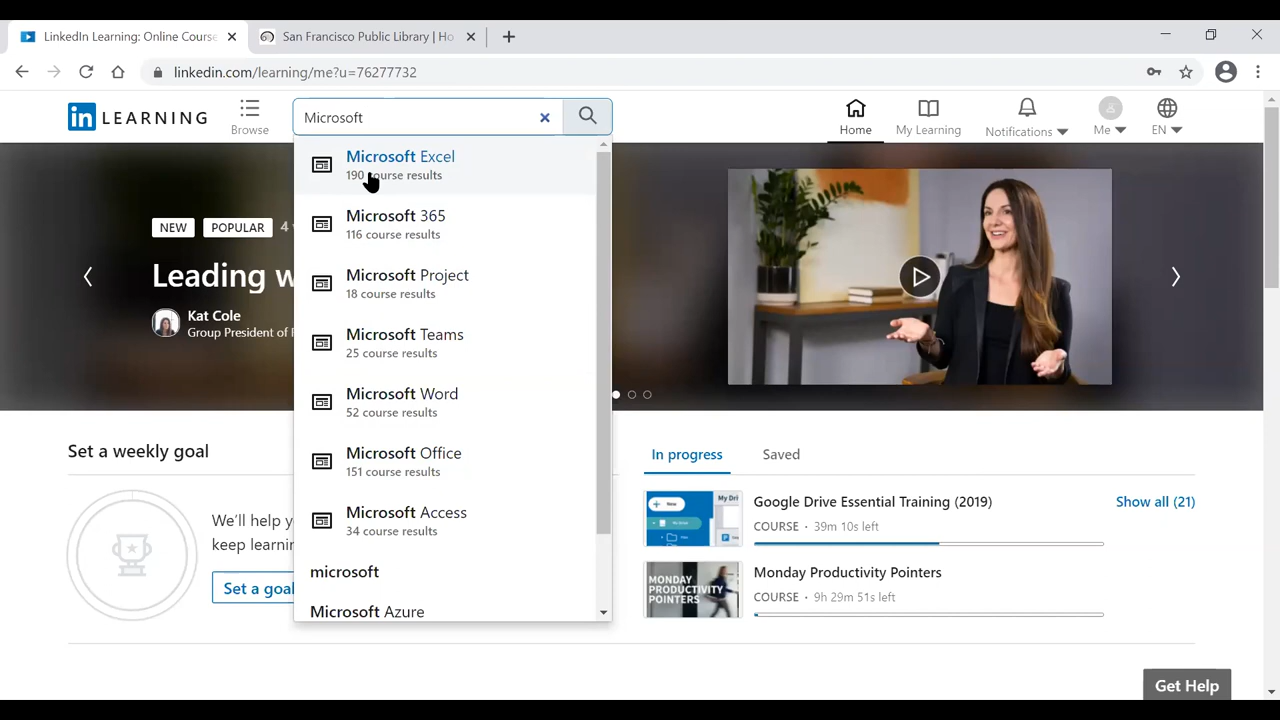 LinkedIn Learning: Online Course
San Francisco Public Library | Ho
linkedin.com/learning/me?u=76277732
in LEARNING
Browse
Microsoft
Home
My Learning
Notifications
Me
EN
Microsoft Excel
190 course results
Microsoft 365
116 course results
Microsoft Project
18 course results
Microsoft Teams
25 course results
Microsoft Word
52 course results
Microsoft Office
151 course results
Microsoft Access
34 course results
microsoft
Microsoft Azure
NEW
POPULAR
4
Leading w
Kat Cole
Group President of
Set a weekly goal
We'll help y
keep learni
Set a goal
In progress
Saved
Google Drive Essential Training (2019)
Show all (21)
COURSE • 39m 10s left
MONDAY
PRODUCTIVITY
POINTERS
Monday Productivity Pointers
COURSE • 9h 29m 51s left
Get Help